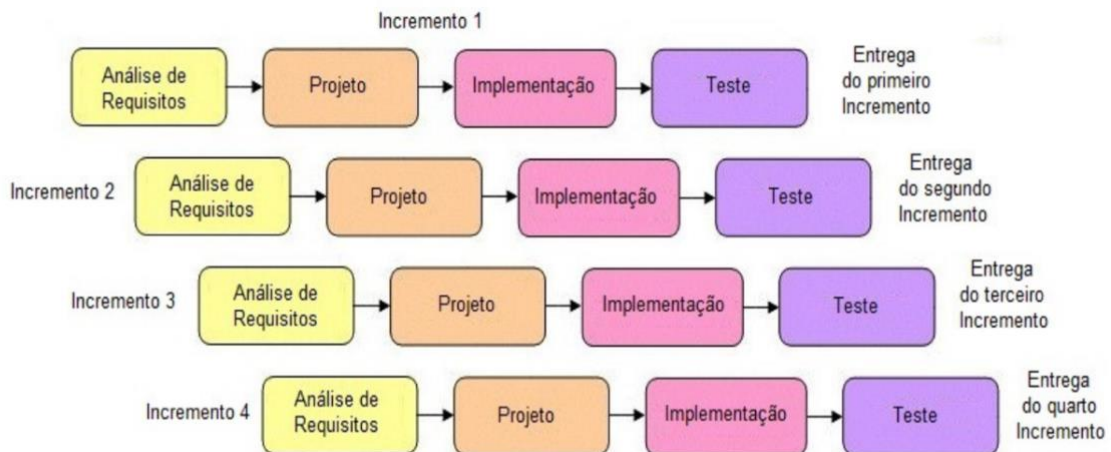 Incremento 1
Análise de
Requisitos
Projeto
Implementação
Teste
Entrega
do primeiro
Incremento
Incremento 2
Análise de
Requisitos
Projeto
Implementação
Teste
Entrega
do segundo
Incremento
Incremento 3
Análise de
Requisitos
Projeto
Implementação
Teste
Entrega
do terceiro
Incremento
Incremento 4
Análise de
Requisitos
Projeto
Implementação
Teste
Entrega
do quarto
Incremento